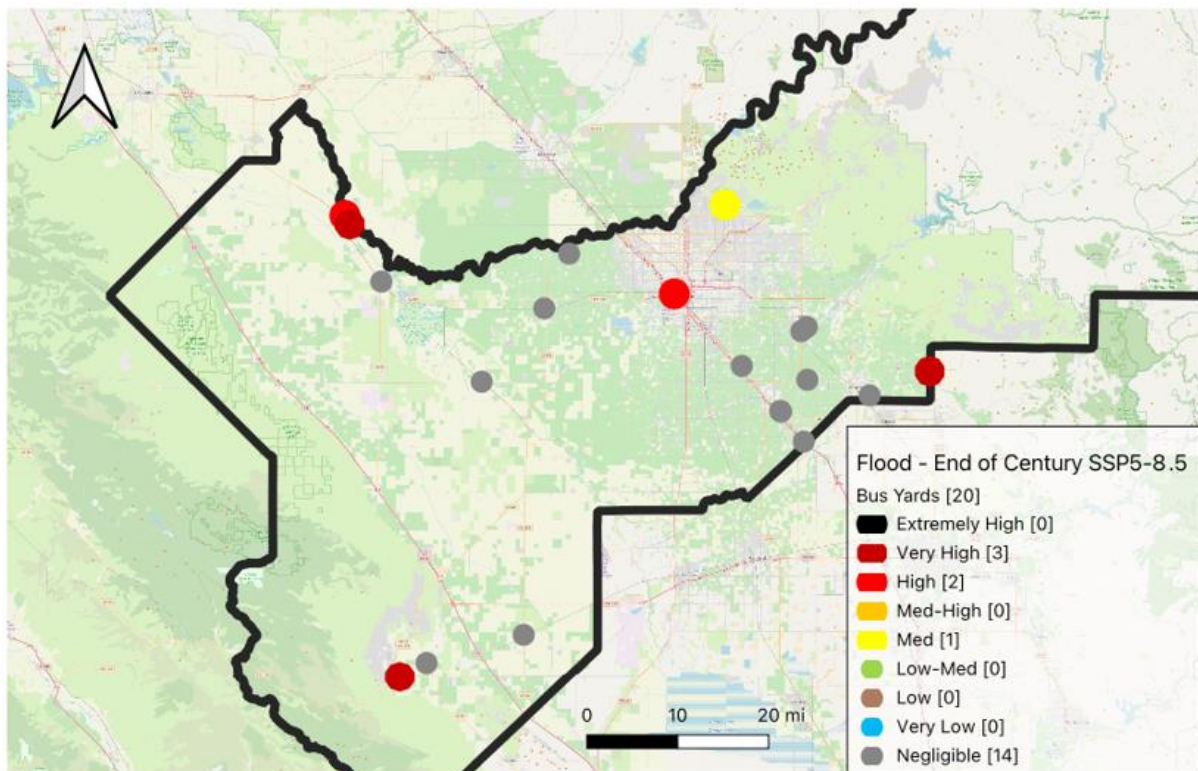 0 10 20 mi
Flood - End of Century SSP5-8.5
Bus Yards [20]
Extremely High [0]
Very High [3]
High [2]
Med-High [0]
Med [1]
Low-Med [0]
Low [0]
Very Low [0]
Negligible [14]